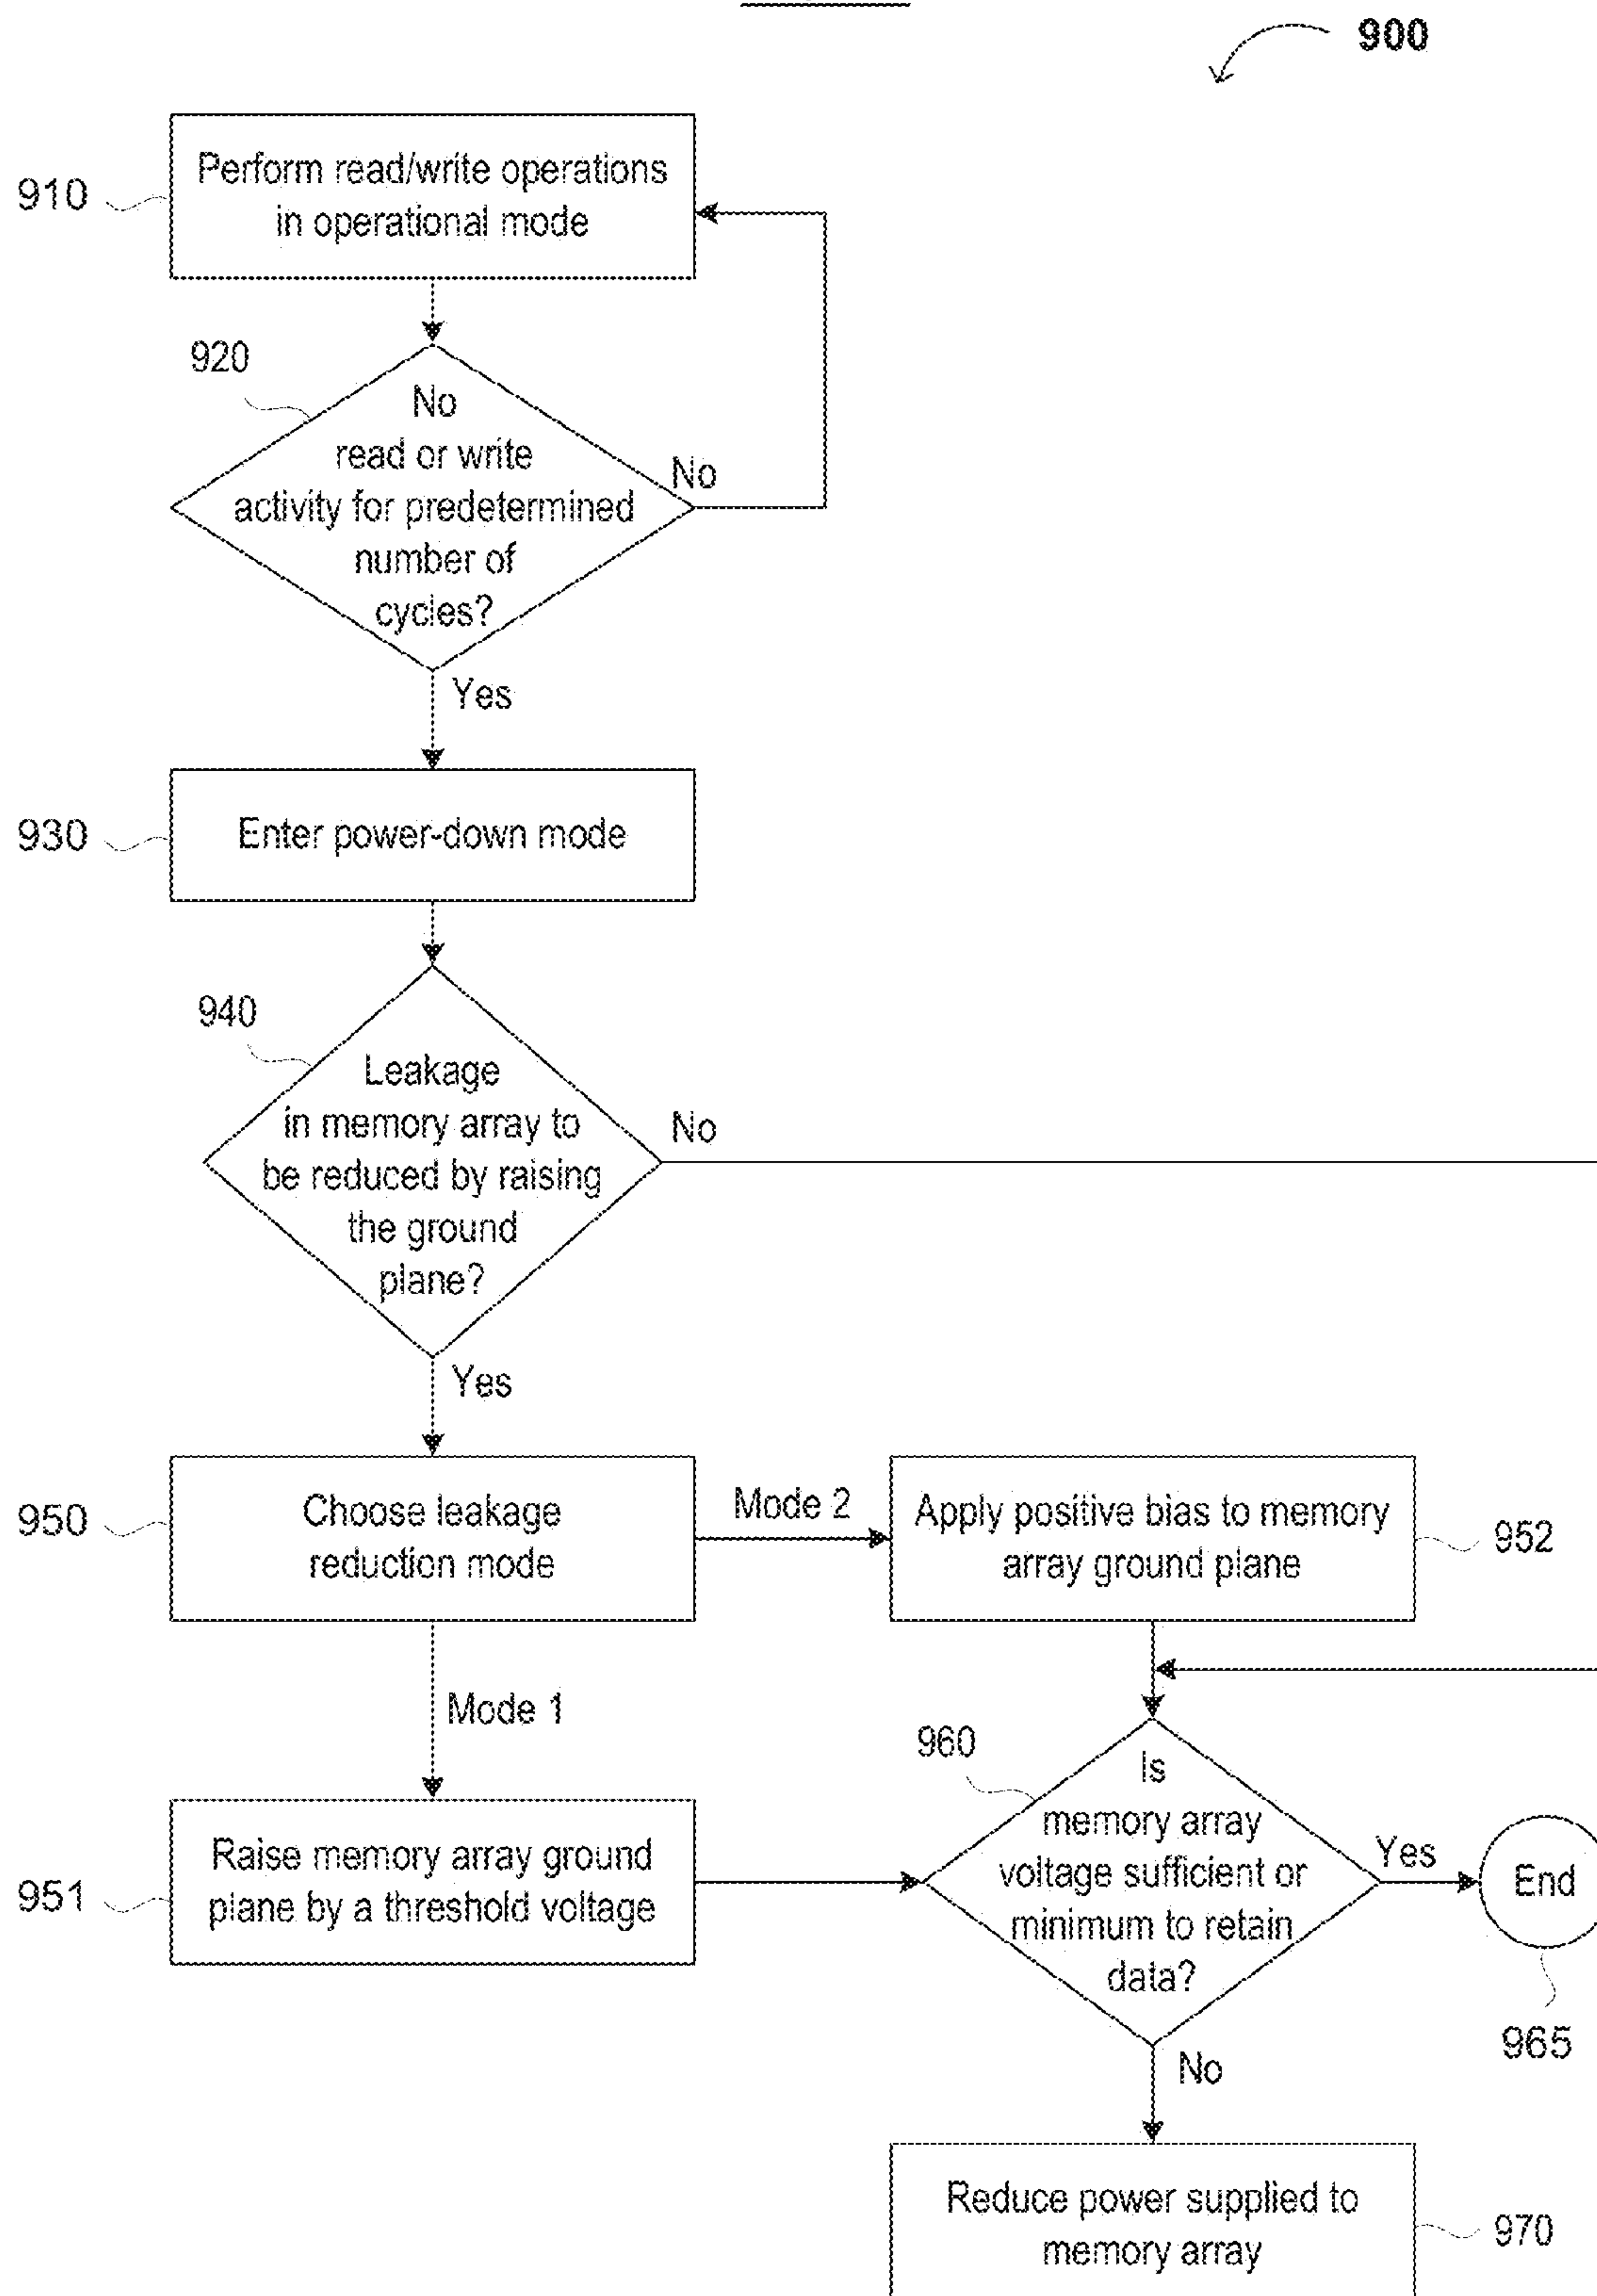 900
910
Perform read/write operations
in operational mode
920
No
read or write
activity for predetermined
number of
cycles?
No
Yes
930
Enter power-down mode
940
Leakage
in memory array to
be reduced by raising
the ground
plane?
No
Yes
950
Choose leakage
reduction mode
Mode 2
Apply positive bias to memory
array ground plane
952
Mode 1
951
Raise memory array ground
plane by a threshold voltage
960
Is
memory array
voltage sufficient or
minimum to retain
data?
Yes
End
965
No
Reduce power supplied to
memory array
970